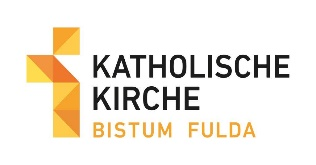 KATHOLISCHE
KIRCHE
BISTUM FULDA